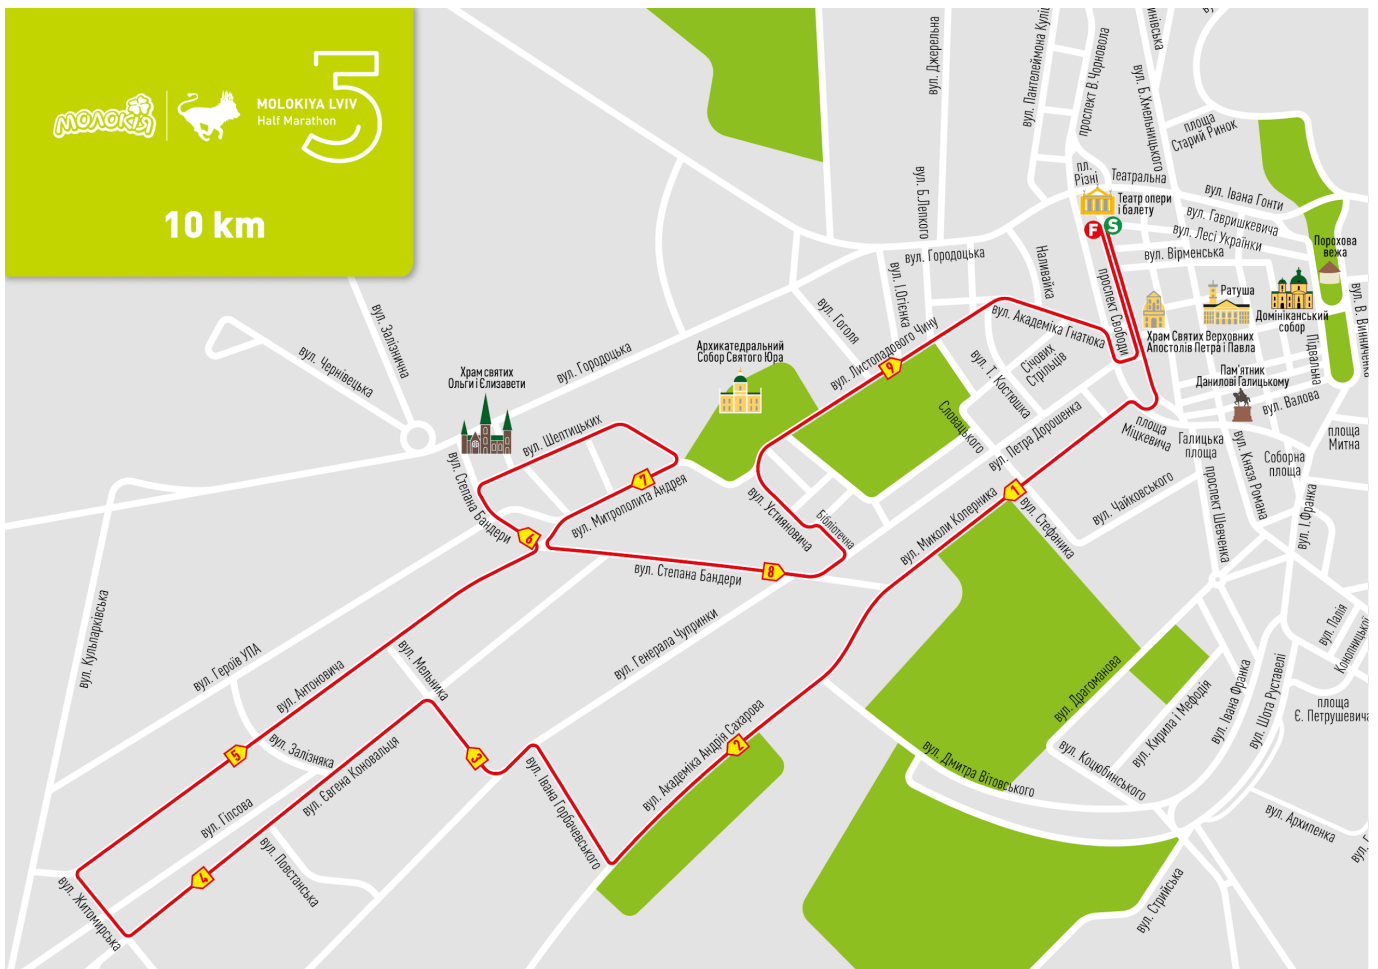 МОЛОКІЯ
MOLOKIYA LVIV
Half Marathon
5
10 km
вул. Джерельна
вул. Пантелеймона Куліш
проспект В. Чорновола
вул. Б.Хмельницького
инівська
площа
Старий Ринок
пл.
Різні
Театральна
Театр опери
і балету
F
S
вул. Івана Гонти
вул. Гавришкевича
вул. Лесі Українки
вул. Вірменська
Порохова
вежа
вул. Б.Лепкого
вул. Городоцька
Наливайка
вул. І.Огієнка
проспект Свободи
Ратуша
Домініканський
собор
вул. В. Винниченка
Храм Святих Верховних
Апостолів Петра і Павла
Підвальна
вул. Академіка Гнатюка
вул. Гоголя
вул. Листопадового Чину
9
Січових
Стрільців
вул. Т. Костюшка
Пам'ятник
Данилові Галицькому
вул. Валова
вул. Залізнична
вул. Чернівецька
вул. Городоцька
Архикатедральний
Собор Святого Юра
Храм святих
Ольги і Єлизавети
Словацького
вул. Петра Дорошенка
площа
Міцкевича
Галицька
площа
вул. Князя Романа
Соборна
площа
площа
Митна
вул. Шептицьких
вул. Степана Бандери
7
вул. Митрополита Андрея
6
вул. Устияновича
Бібліотечна
вул. Миколи Коперника
1
вул. Стефаника
вул. Чайковського
проспект Шевченка
вул. І.Франка
8
вул. Степана Бандери
вул. Кульпарківська
вул. Героїв УПА
вул. Антоновича
вул. Мельника
вул. Генерала Чупринки
вул. Палія
Конопницької
площа
Є. Петрушевича
вул. Драгоманова
вул. Кирила і Мефодія
вул. Івана Франка
вул. Шота Руставелі
5
вул. Залізняка
вул. Євгена Коновальця
3
вул. Івана Горбачевського
вул. Академіка Андрія Сахарова
2
вул. Дмитра Вітовського
вул. Коцюбинського
вул. Гіпсова
вул. Повстанська
4
вул. Житомирська
вул. Архипенка
вул. Стрийська